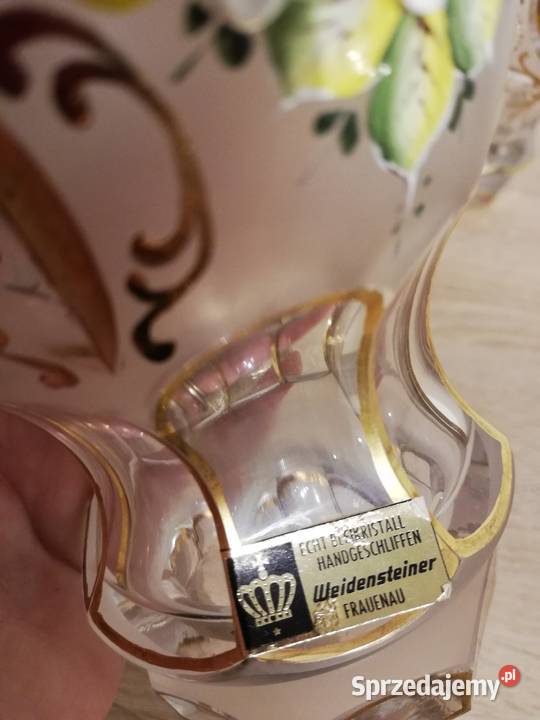 ECHT BLEIKRISTALL
HANDGESCHLIFFEN
Weidensteiner
FRAUENAU
Sprzedajemy.pl